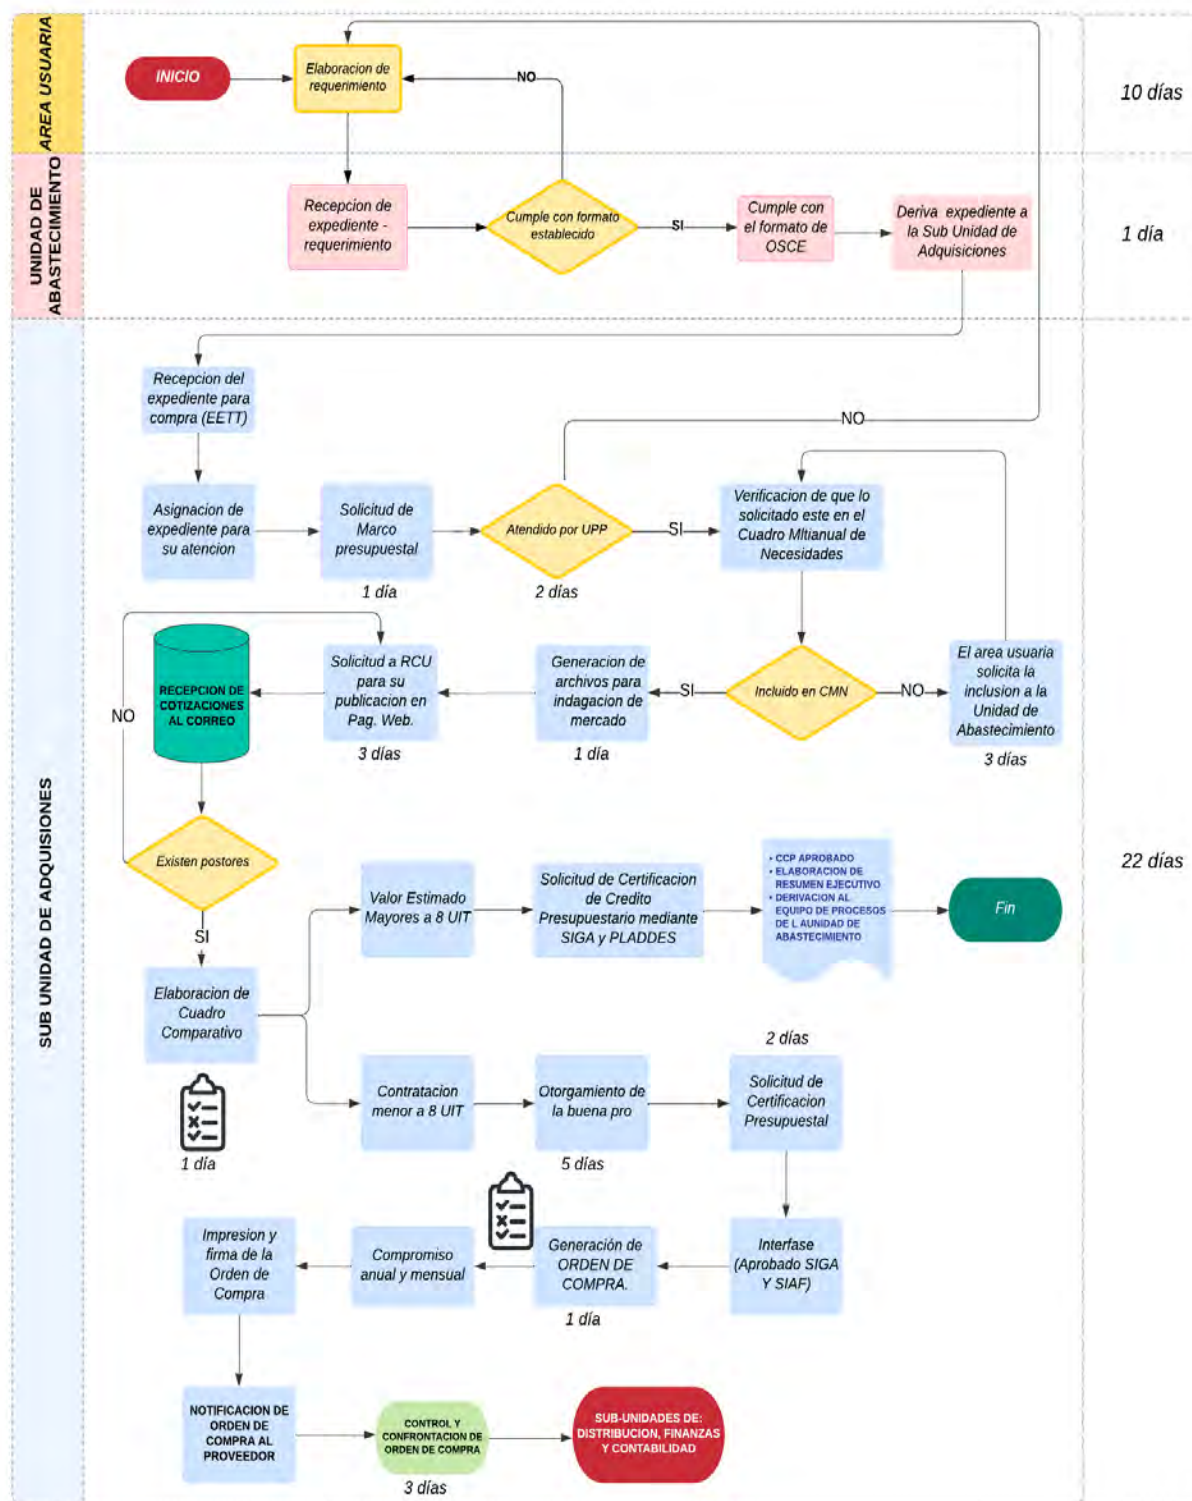 AREA USUARIA
INICIO
Elaboracion de
requerimiento
NO
10 días
UNIDAD DE
ABASTECIMIENTO
Recepcion de
expediente -
requerimiento
Cumple con formato
establecido
SI
Cumple con
el formato de
OSCE
Deriva expediente a
la Sub Unidad de
Adquisiciones
1 día
SUB UNIDAD DE ADQUISIONES
22 días
Recepcion del
expediente para
compra (EETT)
NO
Asignacion de
expediente para
su atencion
Solicitud de
Marco
presupuestal
1 día
Atendido por UPP
2 días
SI
Verificacion de que lo
solicitado este en el
Cuadro Mltianual de
Necesidades
El area usuaria
solicita la
inclusion a la
Unidad de
Abastecimiento
3 días
NO
Incluido en CMN
SI
Generacion de
archivos para
indagacion de
mercado
1 día
Solicitud a RCU
para su
publicacion en
Pag. Web.
3 días
RECEPCION DE
COTIZACIONES
AL CORREO
NO
Existen postores
SI
Elaboracion de
Cuadro
Comparativo
1 día
Valor Estimado
Mayores a 8 UIT
Solicitud de Certificacion
de Credito
Presupuestario mediante
SIGA y PLADDES
• CCP APROBADO
• ELABORACION DE
RESUMEN EJECUTIVO
• DERIVACION AL
EQUIPO DE PROCESOS
DE L AUNIDAD DE
ABASTECIMIENTO
Fin
Contratacion
menor a 8 UIT
Otorgamiento de
la buena pro
5 días
2 días
Solicitud de
Certificacion
Presupuestal
Interfase
(Aprobado SIGA
Y SIAF)
Generación de
ORDEN DE
COMPRA.
1 día
Compromiso
anual y mensual
Impresion y
firma de la
Orden de
Compra
NOTIFICACION DE
ORDEN DE
COMPRA AL
PROVEEDOR
CONTROL Y
CONFRONTACION DE
ORDEN DE COMPRA
3 días
SUB-UNIDADES DE:
DISTRIBUCION, FINANZAS
Y CONTABILIDAD